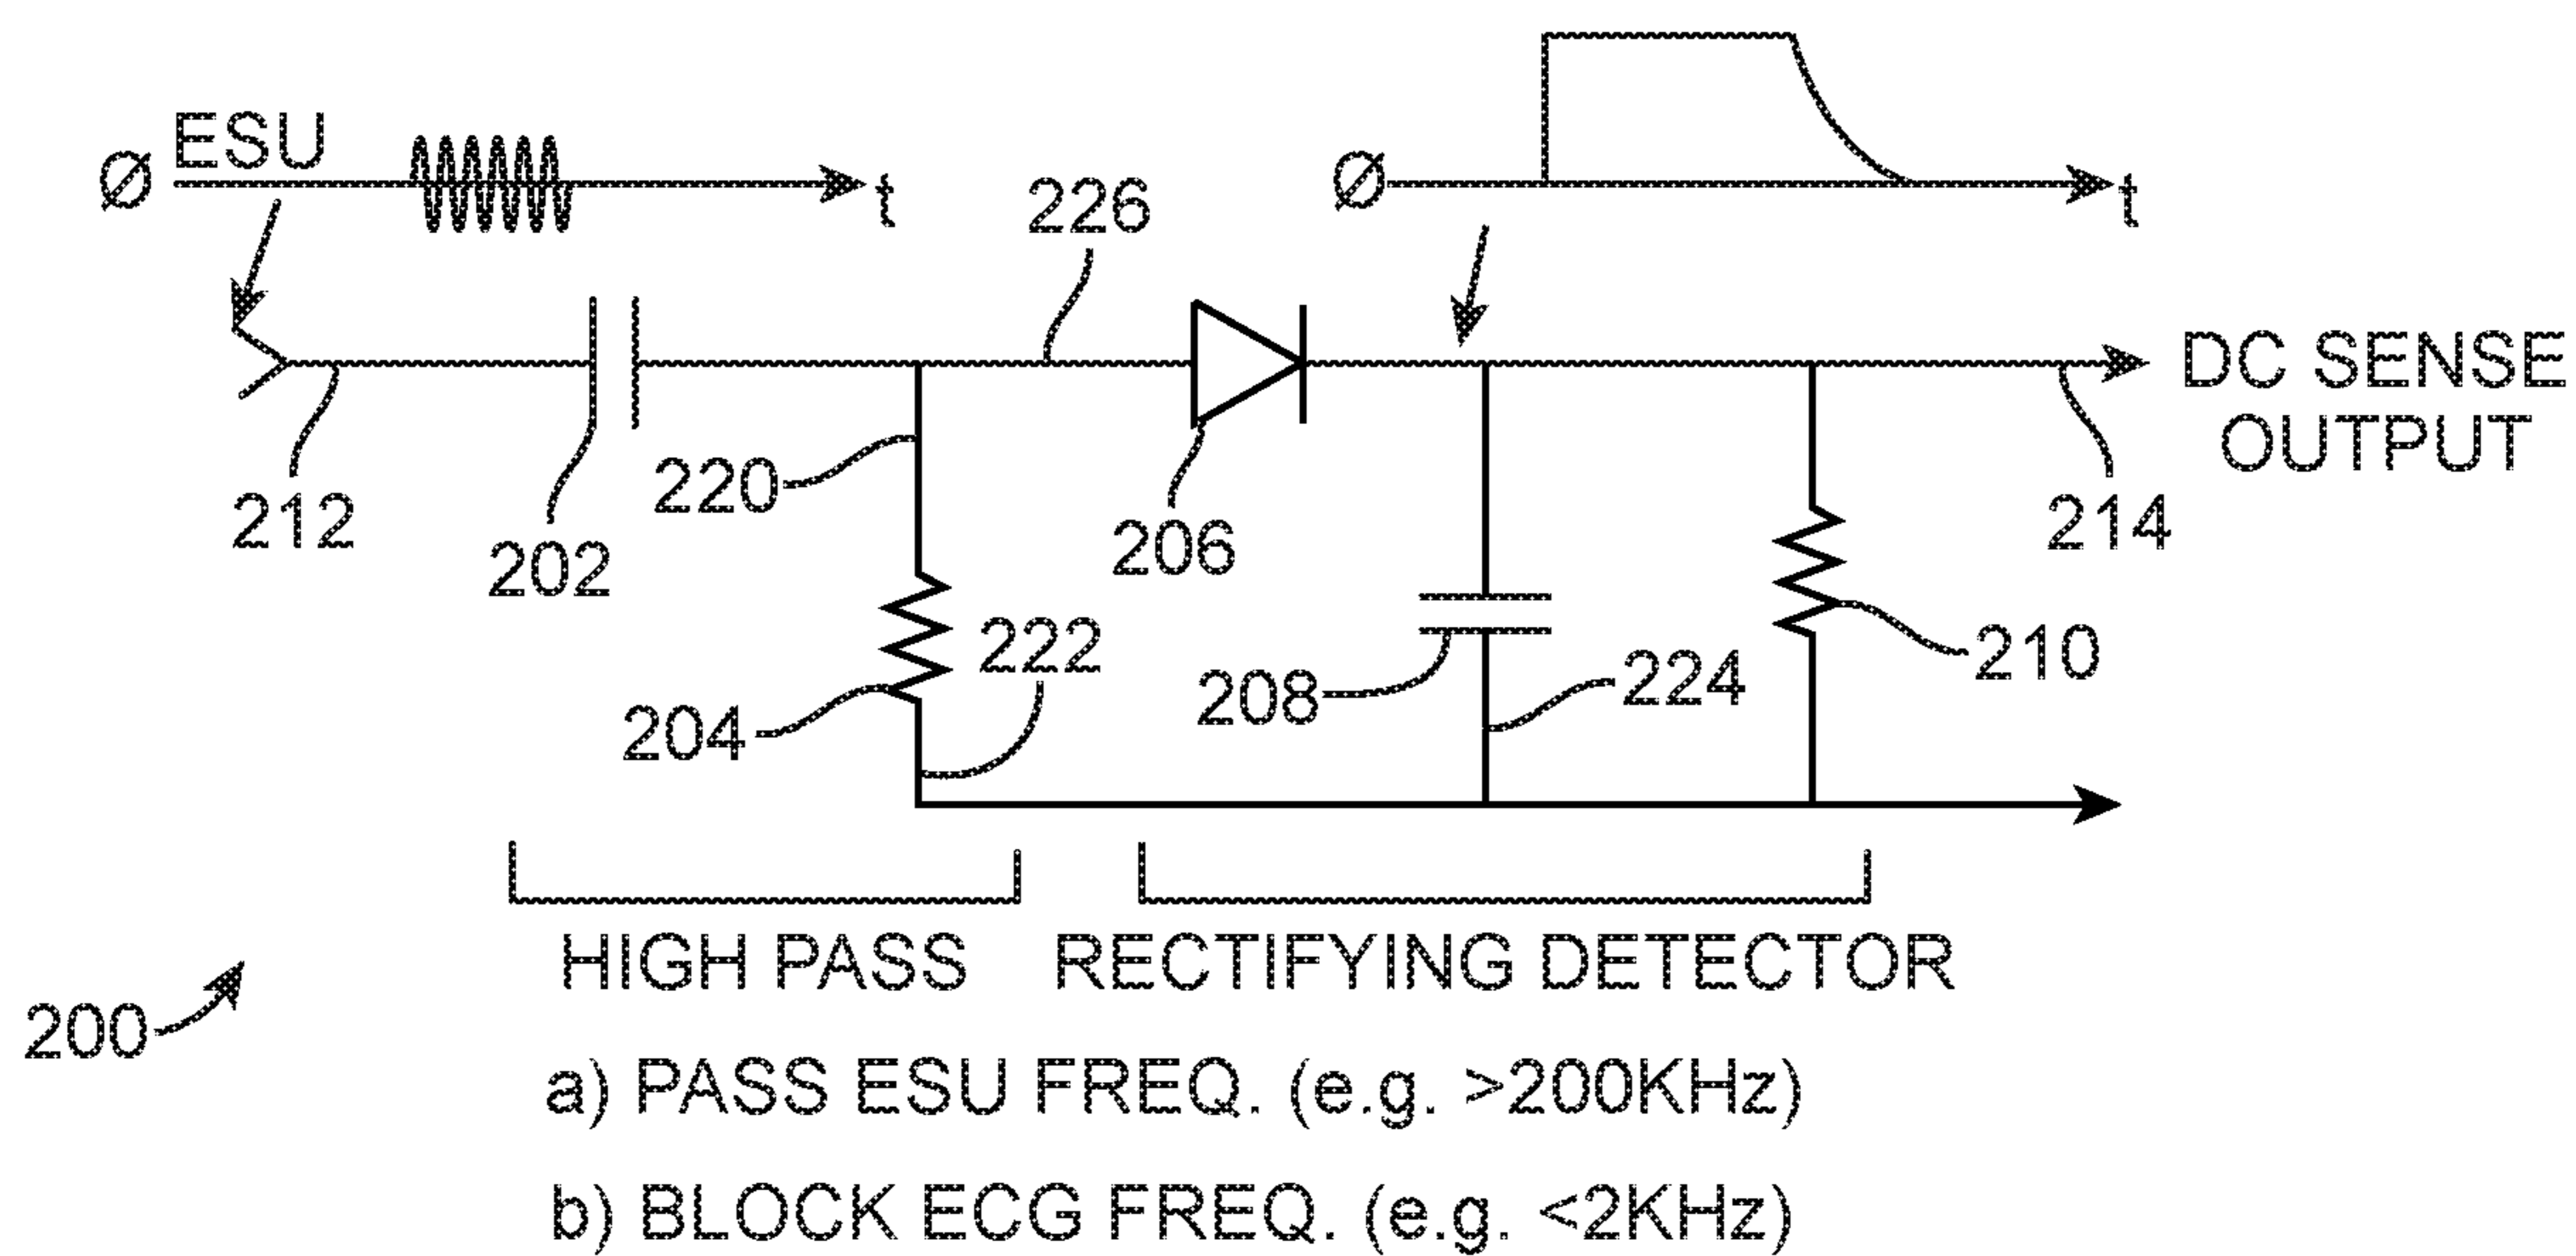 ESU
Ø
t
Ø
t
226
DC SENSE
OUTPUT
212
202
220
206
214
222
204
208
224
210
HIGH PASS
RECTIFYING DETECTOR
200
a) PASS ESU FREQ. (e.g. >200KHz)
b) BLOCK ECG FREQ. (e.g. <2KHz)